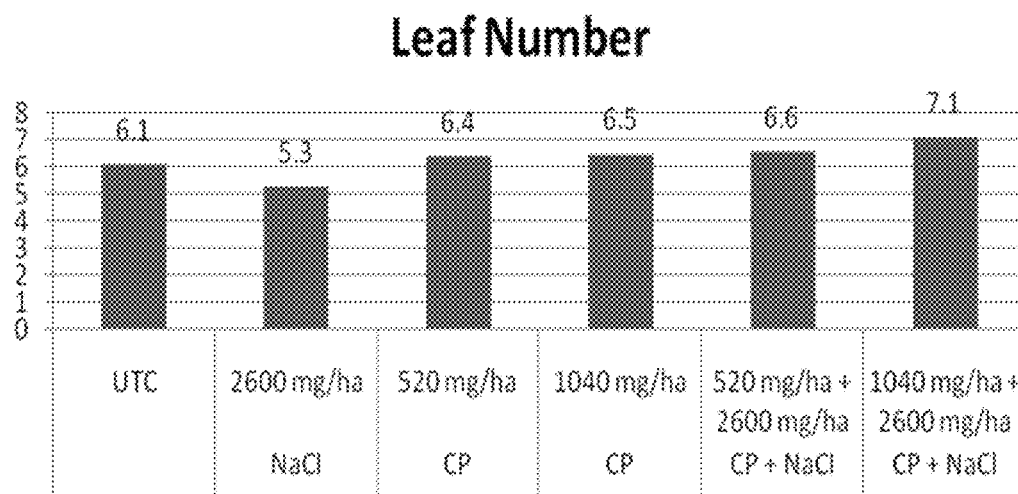 Leaf Number
8
7
6
5
4
3
2
1
0
6.1
5.3
6.4
6.5
6.6
7.1
UTC
2600 mg/ha
520 mg/ha
1040 mg/ha
520 mg/ha +
2600 mg/ha
1040 mg/ha +
2600 mg/ha
NaCl
CP
CP
CP + NaCl
CP + NaCl